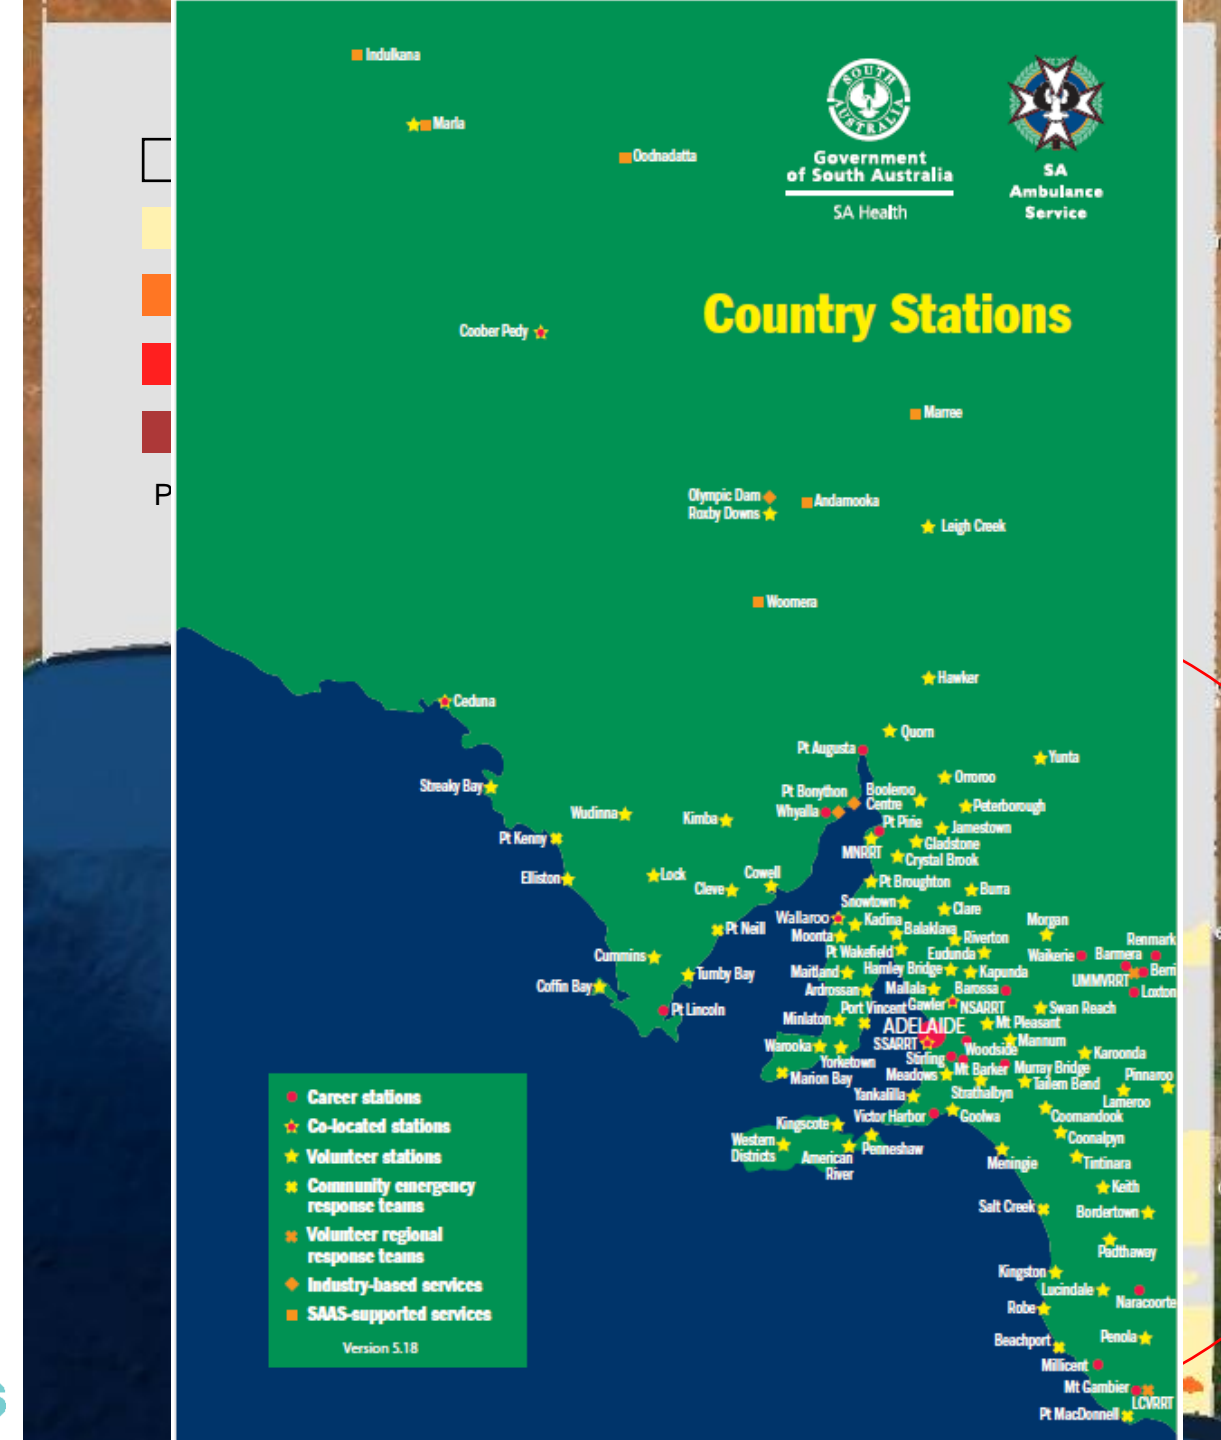 Indulkana
Marla
Oodnadatta
SOUTH
AUSTRALIA
Government
of South Australia
SA Health
SA
Ambulance
Service
Country Stations
Coober Pedy
Marree
P
Olympic Dam
Roxby Downs
Andamooka
Leigh Creek
Woomera
Hawker
Ceduna
Quorn
Pt Augusta
Yunta
Orroroo
Streaky Bay
Pt Bonython
Booleroo
Centre
Peterborough
Whyalla
Wudinna
Kimba
Pt Pirie
Jamestown
Pt Kenny
MNRRT
Gladstone
Crystal Brook
Elliston
Lock
Cowell
Cleve
Pt Broughton
Burra
Snowtown
Clare
Wallaroo
Kadina
Morgan
Pt Neill
Moonta
Balaklava
Riverton
Renmark
Cummins
Pt Wakefield
Eudunda
Waikerie
Barmera
Tumby Bay
Maitland
Hamley Bridge
Kapunda
Berri
UMMVRRT
Coffin Bay
Ardrossan
Mallala
Barossa
Loxton
Pt Lincoln
Port Vincent
Gawler
NSARRT
Swan Reach
Minlaton
ADELAIDE
Mt Pleasant
SSARRT
Mannum
Warooka
Yorketown
Stirling
Woodside
Karoonda
Marion Bay
Meadows
Mt Barker
Murray Bridge
Pinnaroo
Tailem Bend
Strathalbyn
Lameroo
Yankalilla
Victor Harbor
Goolwa
Coomandook
Kingscote
Coonalpyn
Western
Districts
American
River
Penneshaw
Meningie
Tintinara
Keith
Salt Creek
Bordertown
Padthaway
Kingston
Lucindale
Naracoorte
Robe
Beachport
Penola
Millicent
Mt Gambier
LCVRRT
Pt MacDonnell
Career stations
Co-located stations
Volunteer stations
Community emergency
response teams
Volunteer regional
response teams
Industry-based services
SAAS-supported services
Version 5.18